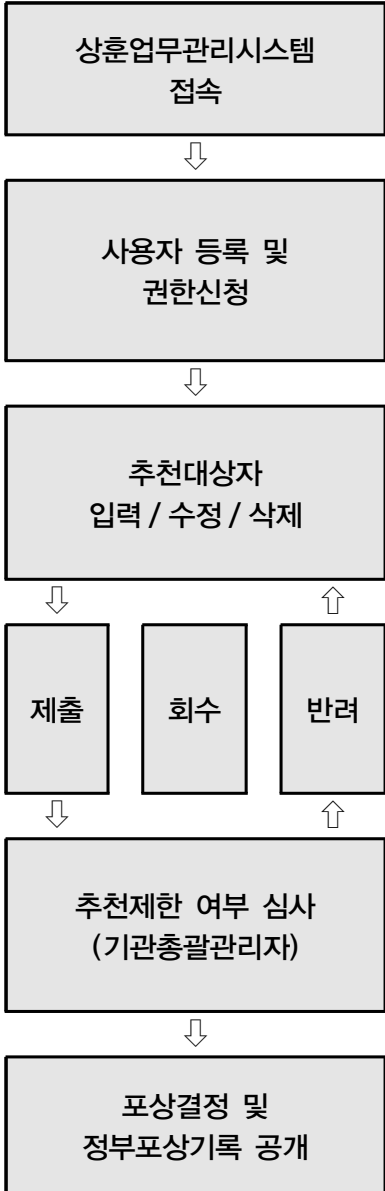 상훈업무관리시스템
접속
사용자 등록 및
권한신청
추천대상자
입력 / 수정 / 삭제
제출 회수 반려
추천제한 여부 심사
(기관총괄관리자)
포상결정 및
정부포상기록 공개